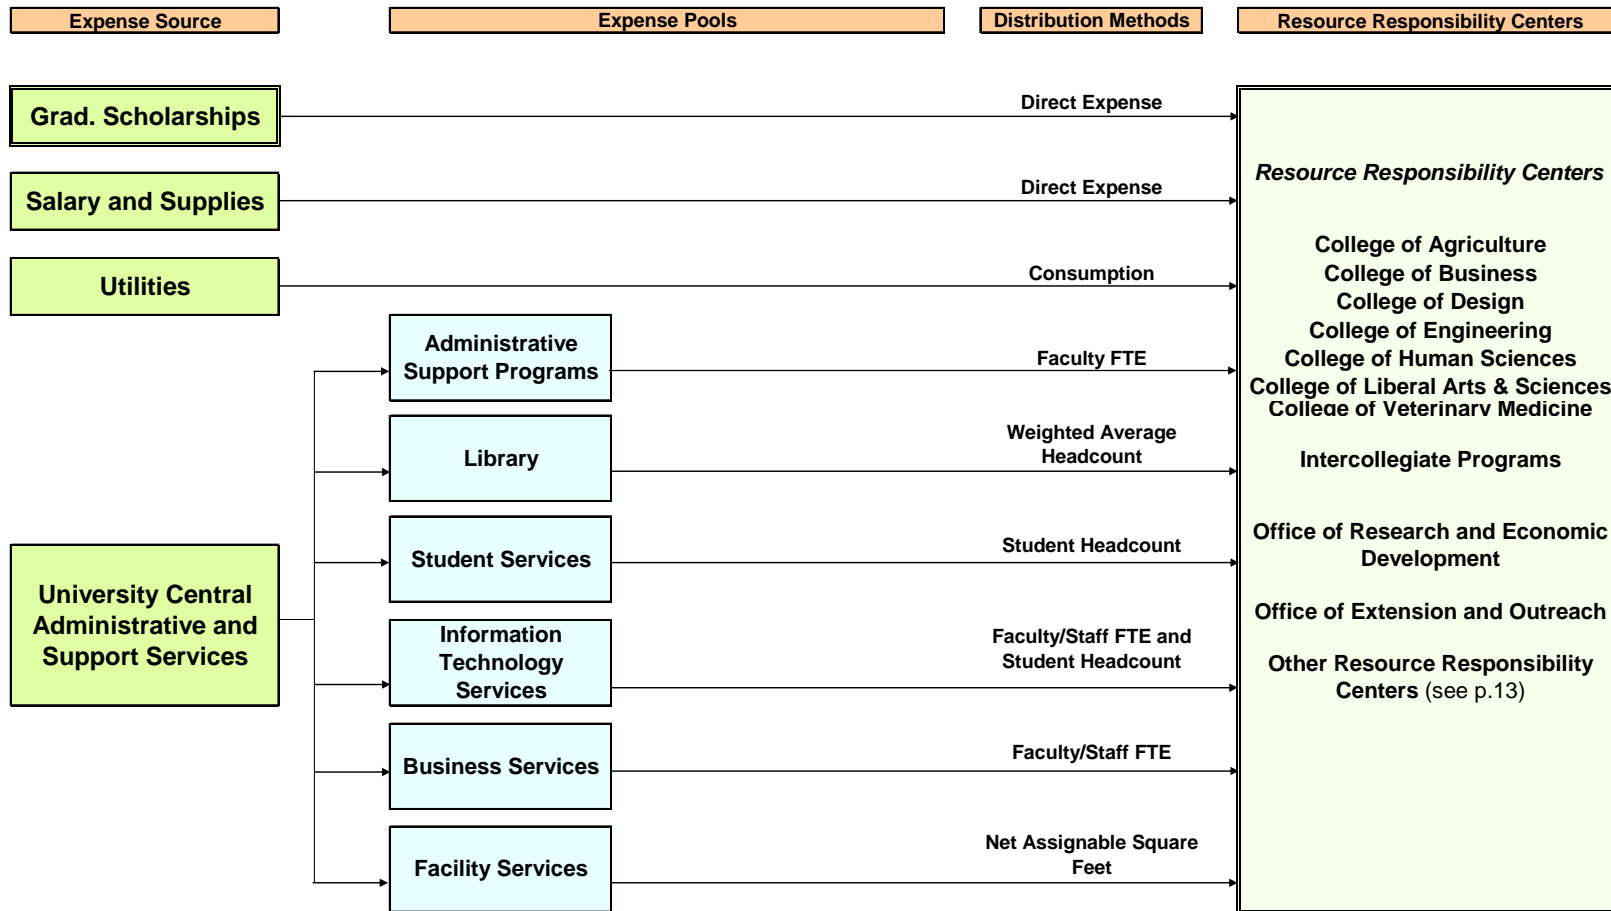 Expense Source
Expense Pools
Distribution Methods
Resource Responsibility Centers
Grad. Scholarships
Direct Expense
Salary and Supplies
Direct Expense
Utilities
Consumption
Administrative
Support Programs
Faculty FTE
Library
Weighted Average
Headcount
Student Services
Student Headcount
University Central
Administrative and
Support Services
Information
Technology
Services
Faculty/Staff FTE and
Student Headcount
Business Services
Faculty/Staff FTE
Facility Services
Net Assignable Square
Feet
Resource Responsibility Centers
College of Agriculture
College of Business
College of Design
College of Engineering
College of Human Sciences
College of Liberal Arts & Sciences
College of Veterinary Medicine
Intercollegiate Programs
Office of Research and Economic
Development
Office of Extension and Outreach
Other Resource Responsibility
Centers (see p.13)